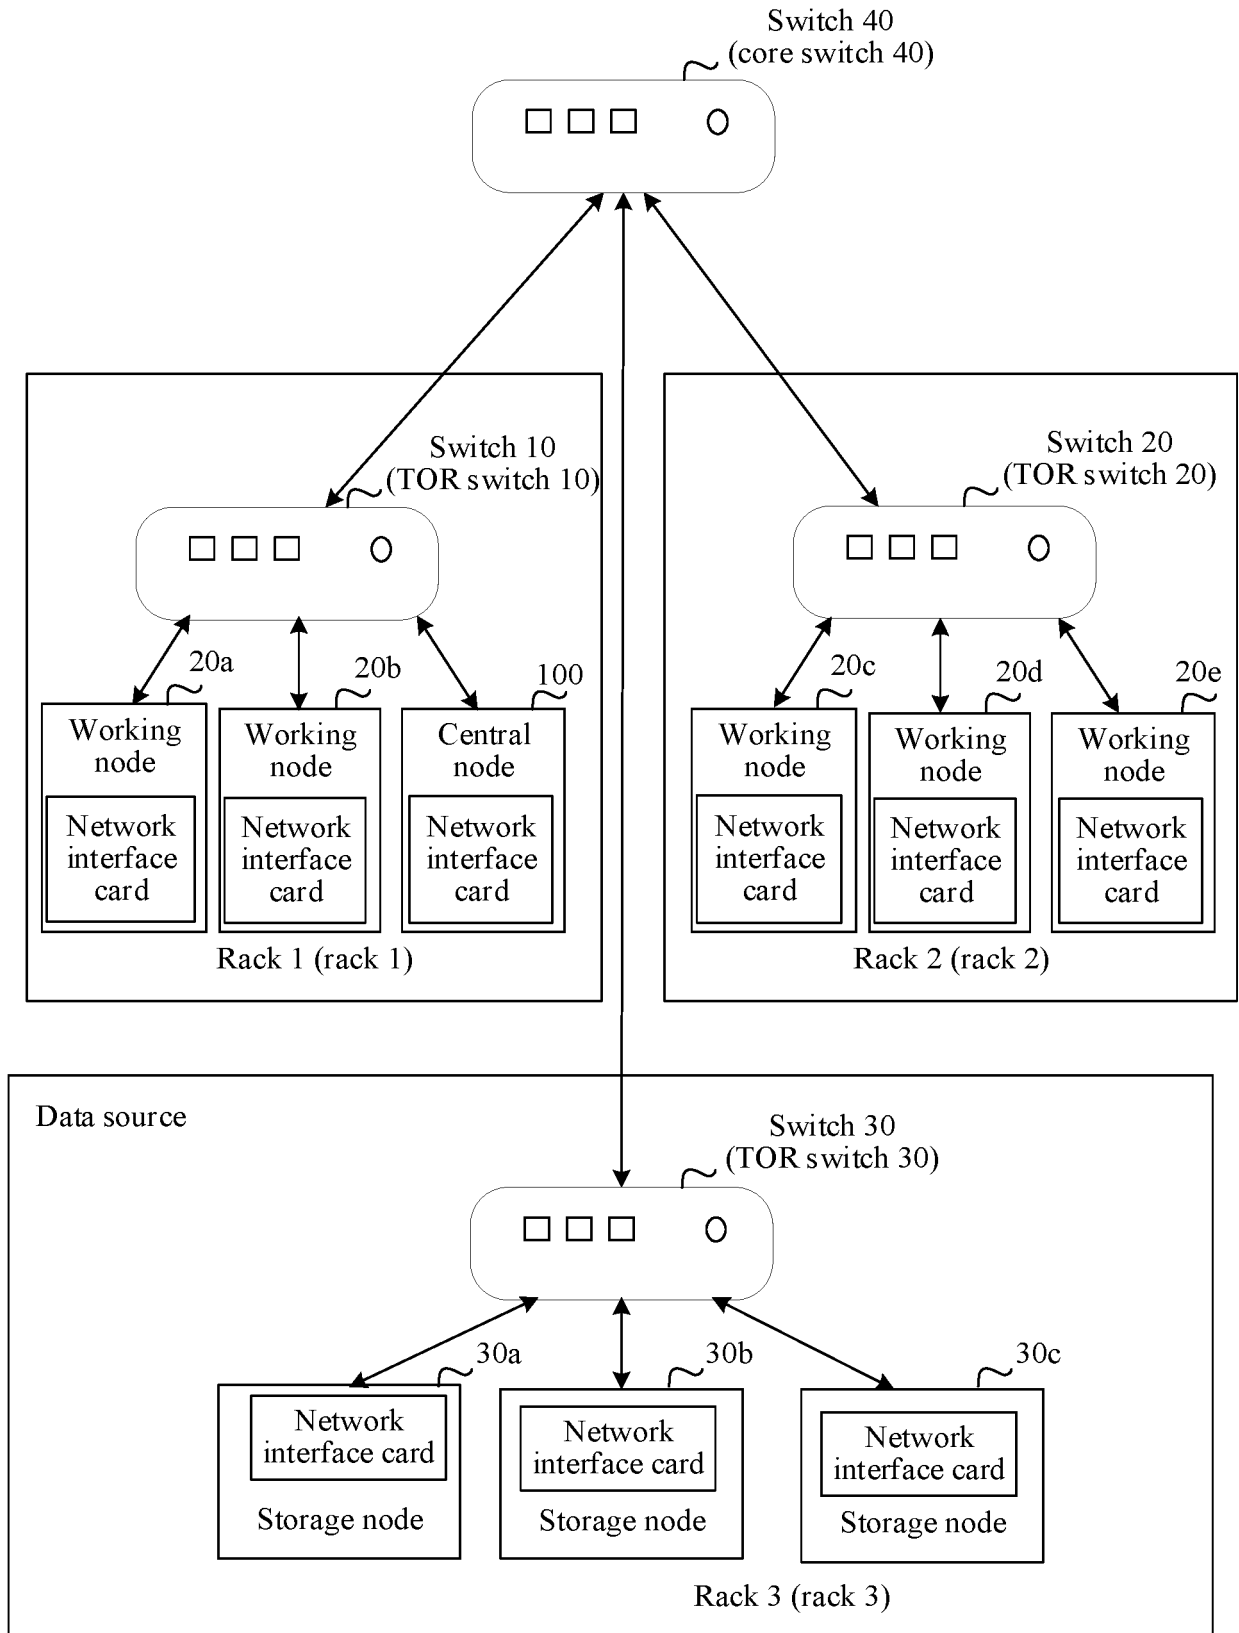 Switch 40
(core switch 40)
Switch 10
(TOR switch 10)
Switch 20
(TOR switch 20)
20a
20b
100
20c
20d
20e
Working
node
Network
interface
card
Working
node
Network
interface
card
Central
node
Network
interface
card
Rack 1 (rack 1)
Working
node
Network
interface
card
Working
node
Network
interface
card
Working
node
Network
interface
card
Rack 2 (rack 2)
Data source
Switch 30
(TOR switch 30)
30a
30b
30c
Network
interface card
Storage node
Network
interface card
Storage node
Network
interface card
Storage node
Rack 3 (rack 3)